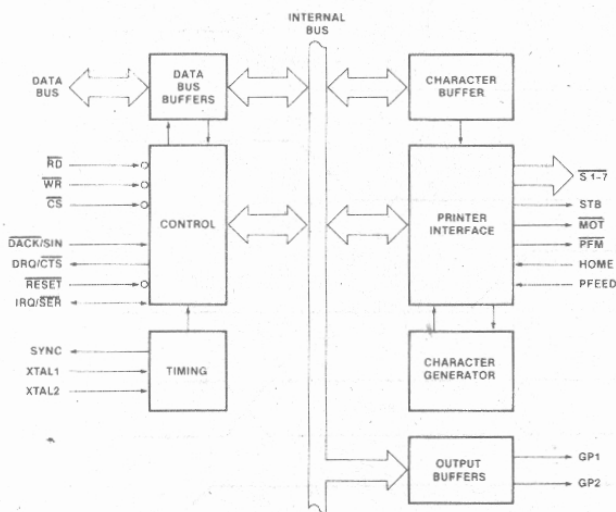 INTERNAL
BUS
DATA
BUS
DATA
BUS
BUFFERS
CHARACTER
BUFFER
RD
WR
CS
DACK/SIN
DRQ/CTS
RESET
IRQ/SER
CONTROL
PRINTER
INTERFACE
S 1-7
STB
MOT
PFM
HOME
PFEED
SYNC
XTAL1
XTAL2
TIMING
CHARACTER
GENERATOR
OUTPUT
BUFFERS
GP1
GP2